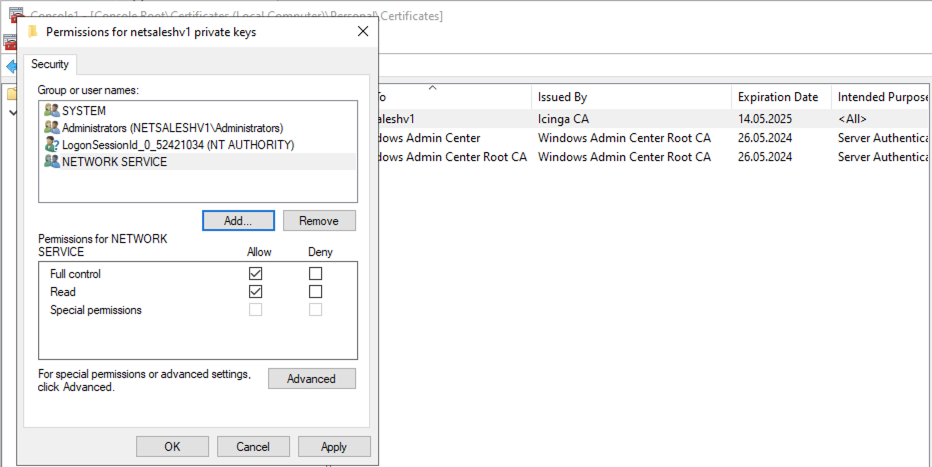 Console1 - [Console Root\Certificates (Local Computer)\Personal\Certificates]
Permissions for netsaleshv1 private keys
Security
Group or user names:
SYSTEM
Administrators (NETSALESHV1\Administrators)
LogonSessionId_0_52421034 (NT AUTHORITY)
NETWORK SERVICE
Add...
Remove
Permissions for NETWORK
SERVICE
Allow
Deny
Full control
Read
Special permissions
For special permissions or advanced settings,
click Advanced.
Advanced
OK
Cancel
Apply
To Issued By Expiration Date Intended Purpose
aleshv1 Icinga CA 14.05.2025 <All>
dows Admin Center Windows Admin Center Root CA 26.05.2024 Server Authentica
dows Admin Center Root CA Windows Admin Center Root CA 26.05.2024 Server Authentica